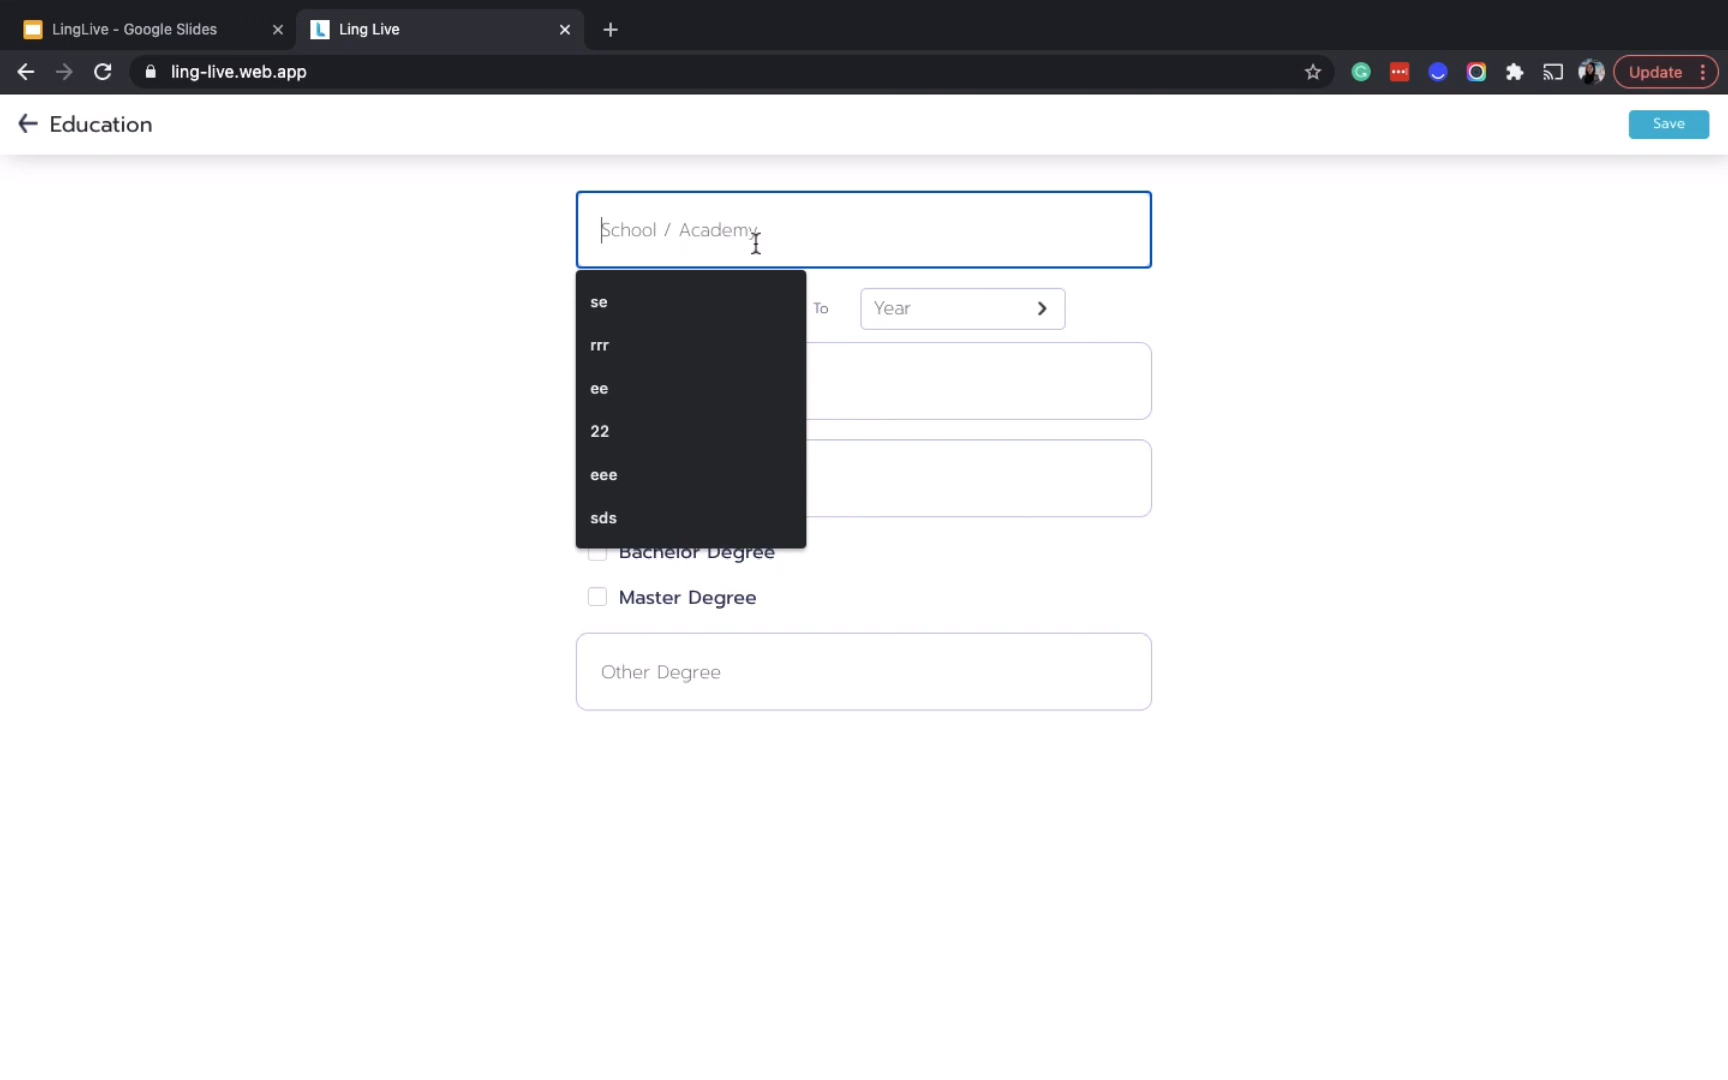 LingLive - Google Slides
Ling Live
ling-live.web.app
Update
Education
Save
School / Academy
se
To
Year
rrr
ee
22
eee
sds
Bachelor Degree
Master Degree
Other Degree